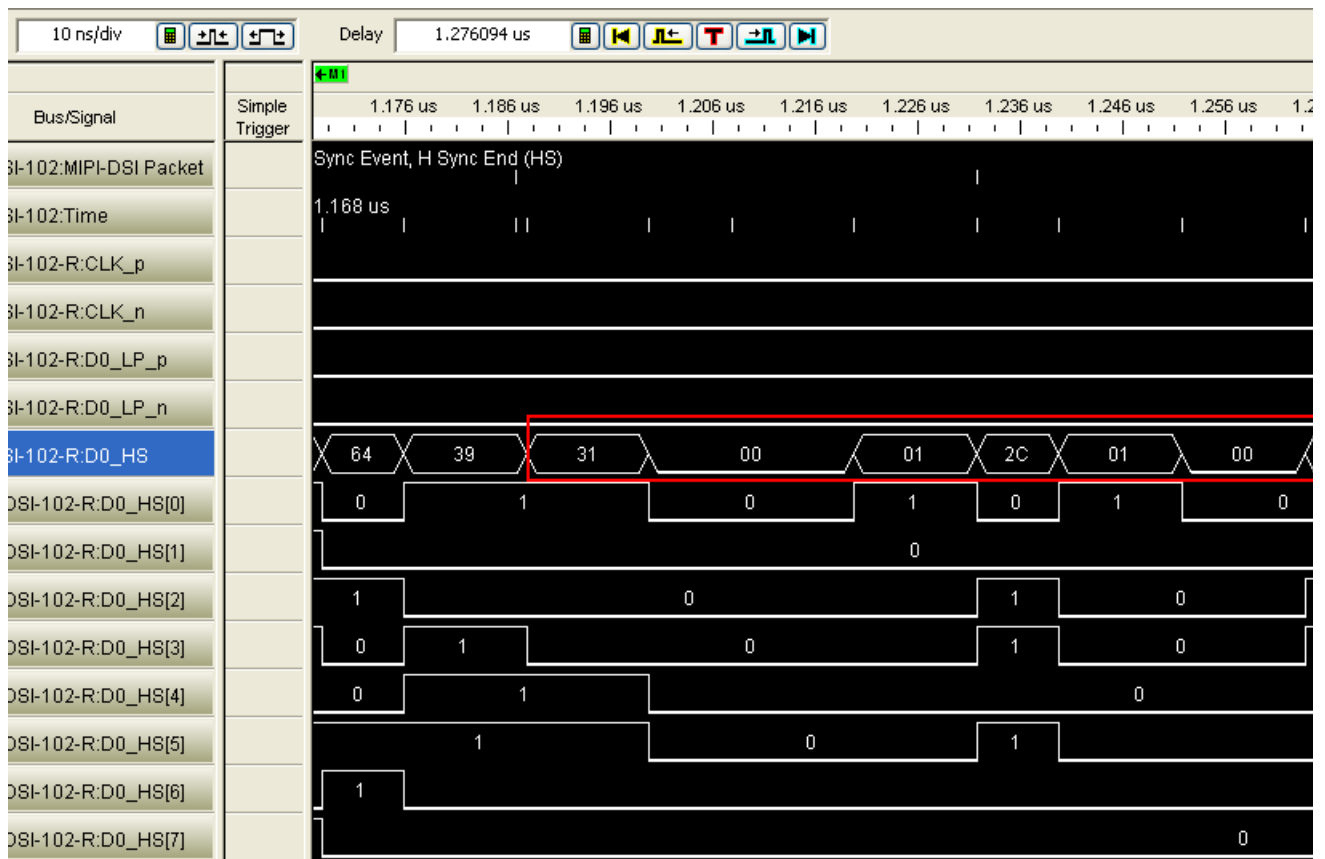 10 ns/div Delay 1.276094 us T
M1
Bus/Signal Simple Trigger 1.176 us 1.186 us 1.196 us 1.206 us 1.216 us 1.226 us 1.236 us 1.246 us 1.256 us 1.2
SI-102:MIPI-DSI Packet Sync Event, H Sync End (HS)
SI-102:Time 1.168 us
SI-102-R:CLK_p
SI-102-R:CLK_n
SI-102-R:D0_LP_p
SI-102-R:D0_LP_n
SI-102-R:D0_HS 64 39 31 00 01 2C 01 00
DSI-102-R:D0_HS[0] 0 1 0 1 0 1 0
DSI-102-R:D0_HS[1] 0
DSI-102-R:D0_HS[2] 1 0 1 0
DSI-102-R:D0_HS[3] 0 1 0 1 0
DSI-102-R:D0_HS[4] 0 1 0
DSI-102-R:D0_HS[5] 1 0 1
DSI-102-R:D0_HS[6] 1
DSI-102-R:D0_HS[7] 0